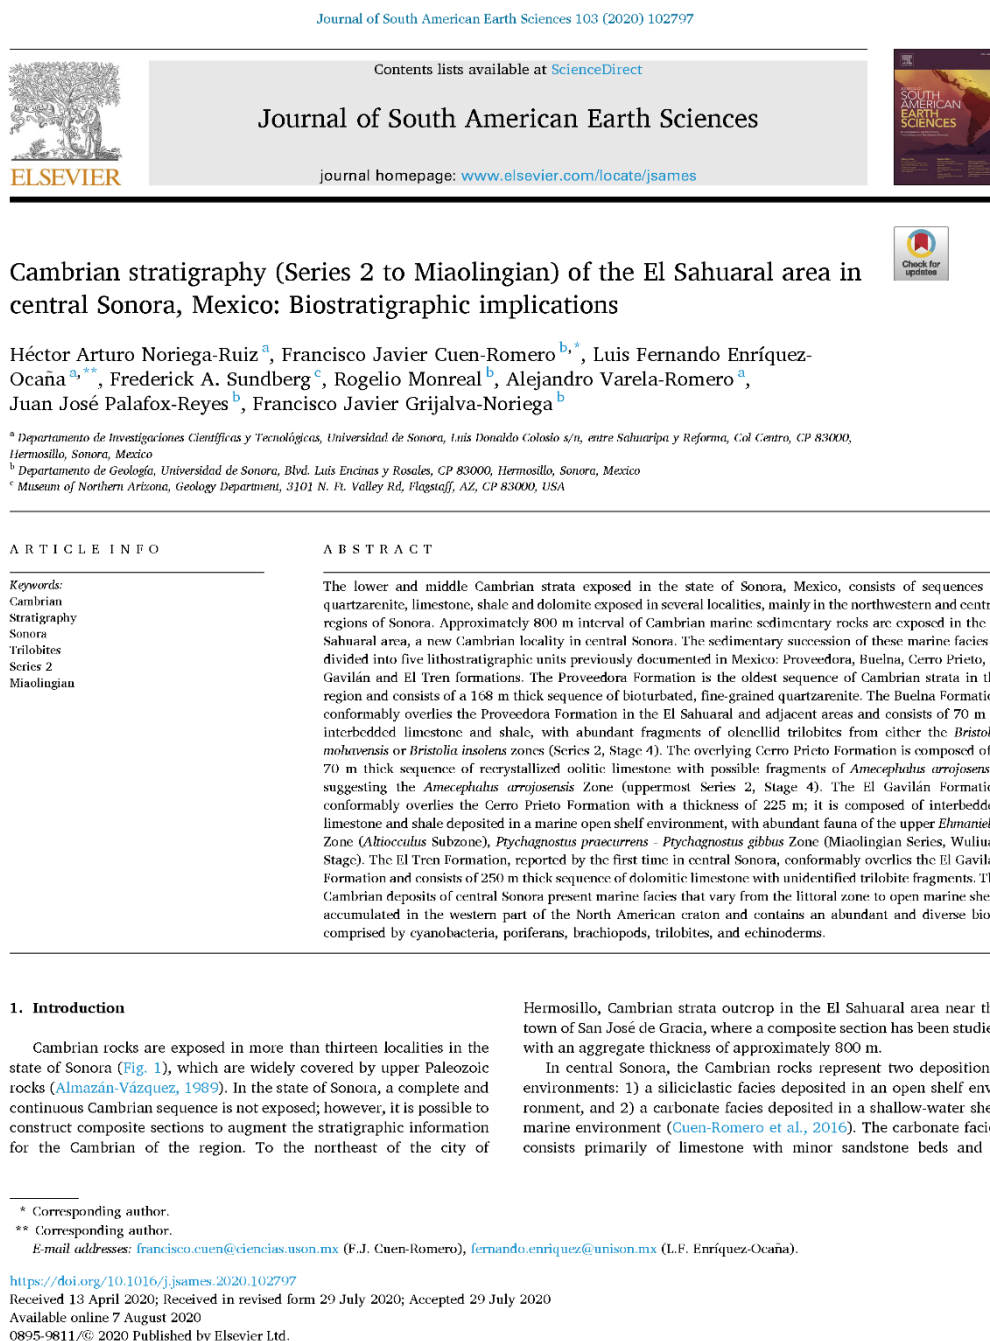 Journal of South American Earth Sciences 103 (2020) 102797
Contents lists available at ScienceDirect
Journal of South American Earth Sciences
journal homepage: www.elsevier.com/locate/jsames
ELSEVIER
SOUTH
AMERICAN
EARTH
SCIENCES
Check for
updates
Cambrian stratigraphy (Series 2 to Miaolingian) of the El Sahuaral area in
central Sonora, Mexico: Biostratigraphic implications
Héctor Arturo Noriega-Ruiz a, Francisco Javier Cuen-Romero b,*, Luis Fernando Enríquez-
Ocaña a,**, Frederick A. Sundberg c, Rogelio Monreal b, Alejandro Varela-Romero a,
Juan José Palafox-Reyes b, Francisco Javier Grijalva-Noriega b
a Departamento de Investigaciones Científicas y Tecnológicas, Universidad de Sonora, Luis Donaldo Colosio s/n, entre Sahuaripa y Reforma, Col Centro, CP 83000,
Hermosillo, Sonora, Mexico
b Departamento de Geología, Universidad de Sonora, Blvd. Luis Encinas y Rosales, CP 83000, Hermosillo, Sonora, Mexico
c Museum of Northern Arizona, Geology Department, 3101 N. Ft. Valley Rd, Flagstaff, AZ, CP 83000, USA
ARTICLE INFO
Keywords:
Cambrian
Stratigraphy
Sonora
Trilobites
Series 2
Miaolingian
ABSTRACT
The lower and middle Cambrian strata exposed in the state of Sonora, Mexico, consists of sequences
quartzarenite, limestone, shale and dolomite exposed in several localities, mainly in the northwestern and centr
regions of Sonora. Approximately 800 m interval of Cambrian marine sedimentary rocks are exposed in the
Sahuaral area, a new Cambrian locality in central Sonora. The sedimentary succession of these marine facies
divided into five lithostratigraphic units previously documented in Mexico: Proveedora, Buelna, Cerro Prieto,
Gavilán and El Tren formations. The Proveedora Formation is the oldest sequence of Cambrian strata in th
region and consists of a 168 m thick sequence of bioturbated, fine-grained quartzarenite. The Buelna Formatio
conformably overlies the Proveedora Formation in the El Sahuaral and adjacent areas and consists of 70 m
interbedded limestone and shale, with abundant fragments of olenellid trilobites from either the Bristol
mohavensis or Bristolia insolens zones (Series 2, Stage 4). The overlying Cerro Prieto Formation is composed of
70 m thick sequence of recrystallized oolitic limestone with possible fragments of Amecephalus arrojosens
suggesting the Amecephalus arrojosensis Zone (uppermost Series 2, Stage 4). The El Gavilán Formatio
conformably overlies the Cerro Prieto Formation with a thickness of 225 m; it is composed of interbedde
limestone and shale deposited in a marine open shelf environment, with abundant fauna of the upper Ehmaniel
Zone (Altiocculus Subzone), Ptychagnostus praecurrens - Ptychagnostus gibbus Zone (Miaolingian Series, Wuliua
Stage). The El Tren Formation, reported by the first time in central Sonora, conformably overlies the El Gavila
Formation and consists of 250 m thick sequence of dolomitic limestone with unidentified trilobite fragments. Th
Cambrian deposits of central Sonora present marine facies that vary from the littoral zone to open marine she
accumulated in the western part of the North American craton and contains an abundant and diverse bio
comprised by cyanobacteria, poriferans, brachiopods, trilobites, and echinoderms.
1. Introduction
Cambrian rocks are exposed in more than thirteen localities in the
state of Sonora (Fig. 1), which are widely covered by upper Paleozoic
rocks (Almazán-Vázquez, 1989). In the state of Sonora, a complete and
continuous Cambrian sequence is not exposed; however, it is possible to
construct composite sections to augment the stratigraphic information
for the Cambrian of the region. To the northeast of the city of
Hermosillo, Cambrian strata outcrop in the El Sahuaral area near th
town of San José de Gracia, where a composite section has been studie
with an aggregate thickness of approximately 800 m.
In central Sonora, the Cambrian rocks represent two deposition
environments: 1) a siliciclastic facies deposited in an open shelf env
ronment, and 2) a carbonate facies deposited in a shallow-water she
marine environment (Cuen-Romero et al., 2016). The carbonate facie
consists primarily of limestone with minor sandstone beds and
* Corresponding author.
** Corresponding author.
E-mail addresses: francisco.cuen@ciencias.uson.mx (F.J. Cuen-Romero), fernando.enriquez@unison.mx (L.F. Enríquez-Ocaña).
https://doi.org/10.1016/j.jsames.2020.102797
Received 13 April 2020; Received in revised form 29 July 2020; Accepted 29 July 2020
Available online 7 August 2020
0895-9811/© 2020 Published by Elsevier Ltd.